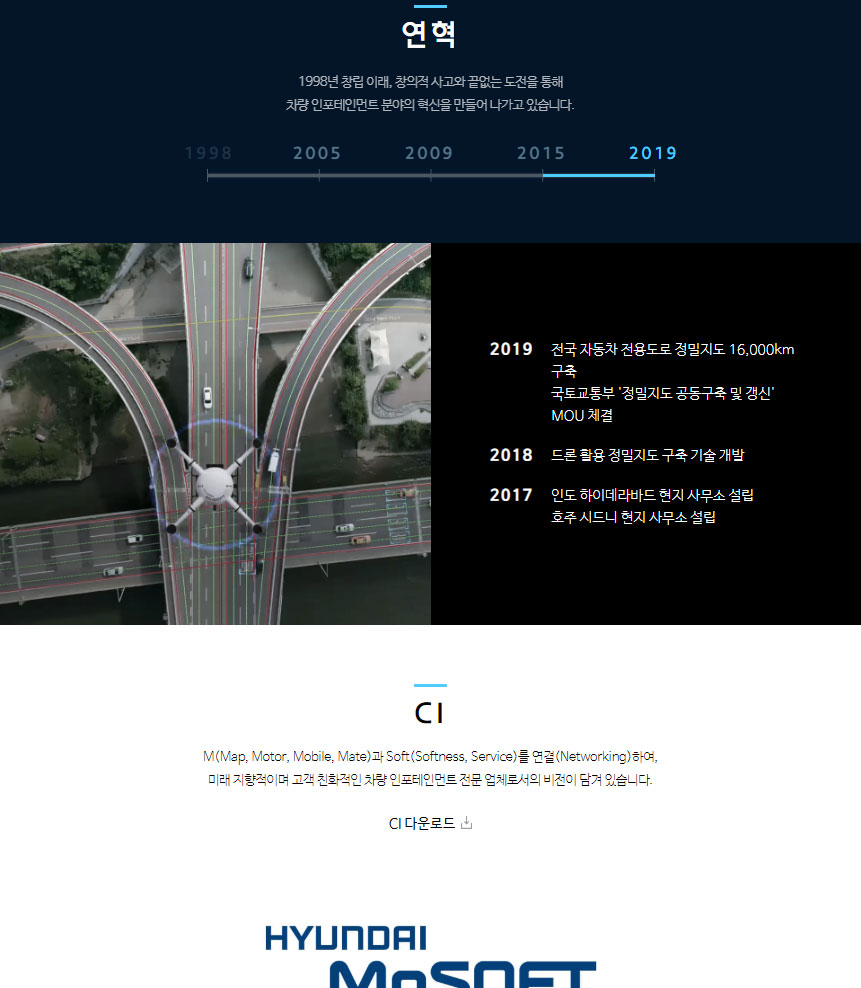 연혁
1998년 창립 이래, 창의적 사고와 끝없는 도전을 통해
차량 인포테인먼트 분야의 혁신을 만들어 나가고 있습니다.
1998 2005 2009 2015 2019
2019 전국 자동차 전용도로 정밀지도 16,000km
구축
국토교통부 '정밀지도 공동구축 및 갱신'
MOU 체결
2018 드론 활용 정밀지도 구축 기술 개발
2017 인도 하이데라바드 현지 사무소 설립
호주 시드니 현지 사무소 설립
CI
M(Map, Motor, Mobile, Mate)과 Soft(Softness, Service)를 연결(Networking)하여,
미래 지향적이며 고객 친화적인 차량 인포테인먼트 전문 업체로서의 비전이 담겨 있습니다.
CI 다운로드
HYUNDAI
MnSOFT